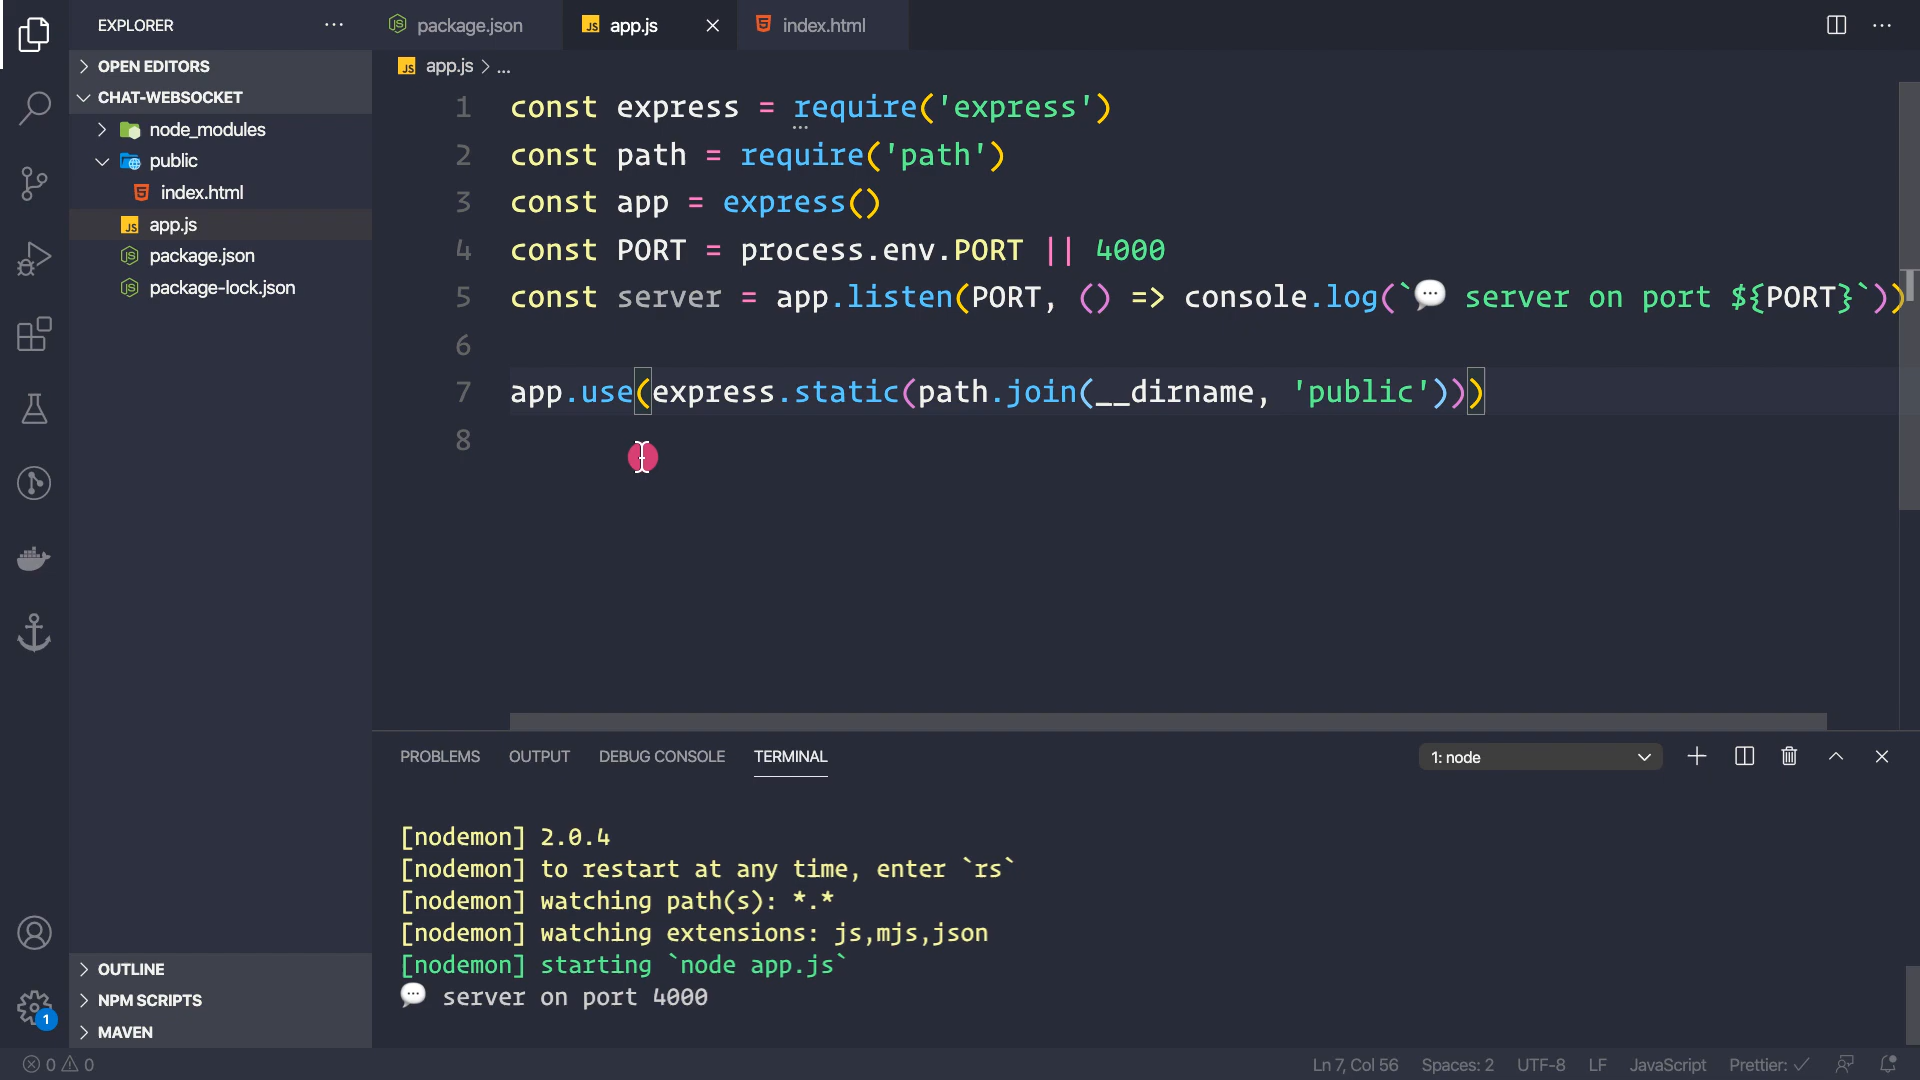 EXPLORER
···
package.json
JS app.js
index.html
···
OPEN EDITORS
CHAT-WEBSOCKET
node_modules
public
index.html
JS app.js
package.json
package-lock.json
JS app.js > ...
1 const express = require('express')
2 const path = require('path')
3 const app = express()
4 const PORT = process.env.PORT || 4000
5 const server = app.listen(PORT, () => console.log(`💬 server on port ${PORT}`))
6
7 app.use(express.static(path.join(__dirname, 'public')))
8
PROBLEMS OUTPUT DEBUG CONSOLE TERMINAL
1: node
[nodemon] 2.0.4
[nodemon] to restart at any time, enter `rs`
[nodemon] watching path(s): *.*
[nodemon] watching extensions: js,mjs,json
[nodemon] starting `node app.js`
💬 server on port 4000
OUTLINE
NPM SCRIPTS
MAVEN
1
0 0
Ln 7, Col 56 Spaces: 2 UTF-8 LF JavaScript Prettier: ✓